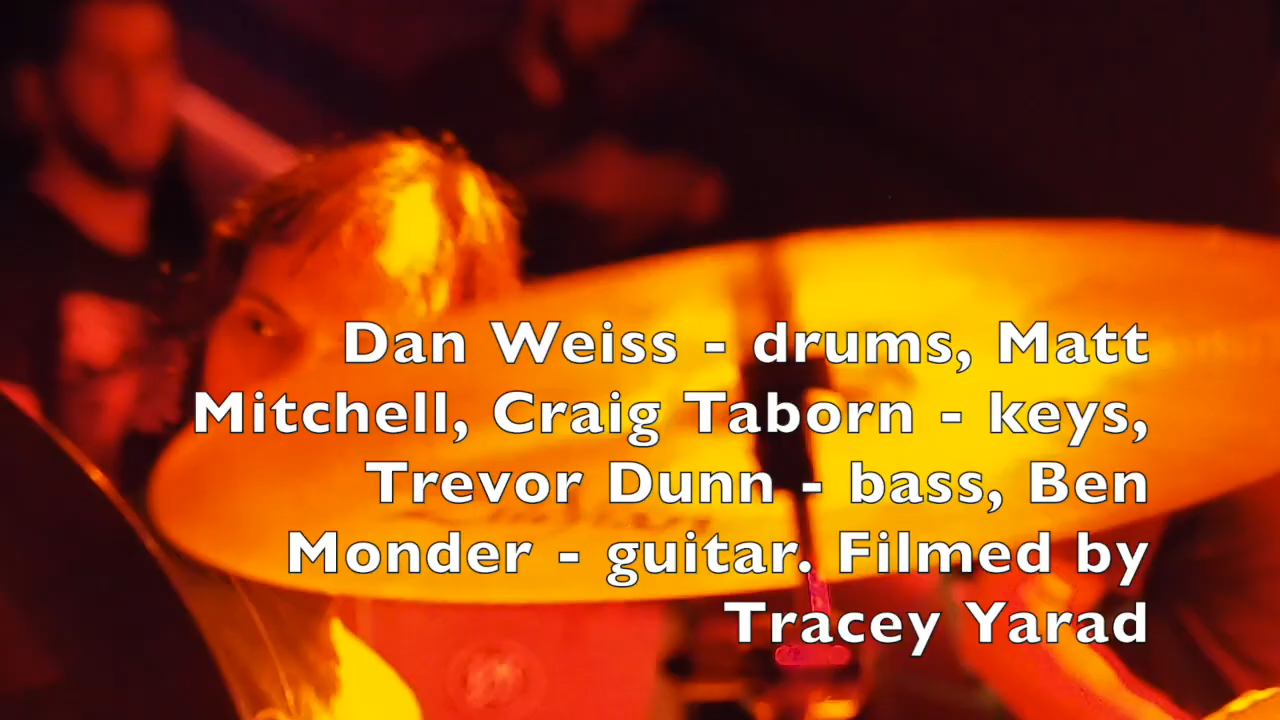 Dan Weiss - drums, Matt
Mitchell, Craig Taborn - keys,
Trevor Dunn - bass, Ben
Monder - guitar. Filmed by
Tracey Yarad